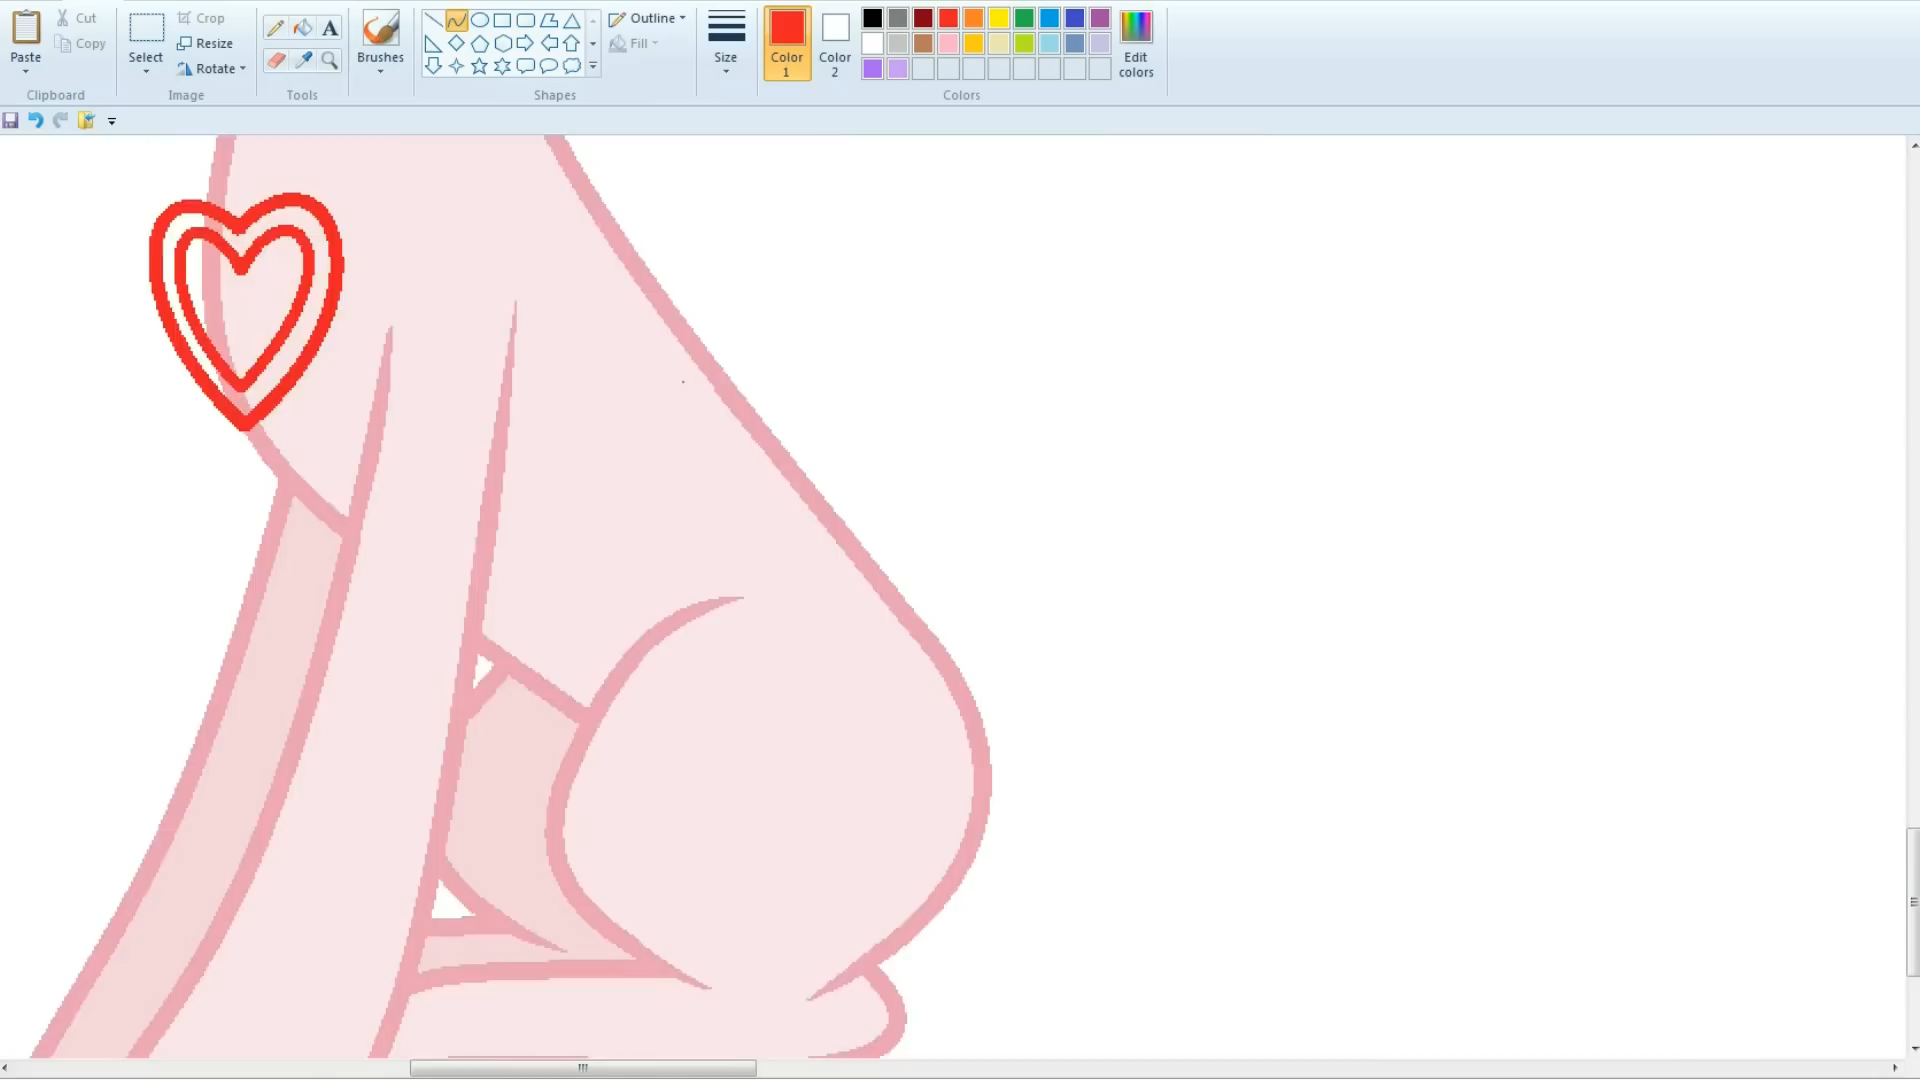 Paste
Cut
Copy
Clipboard
Select
Crop
Resize
Rotate
Image
A
Tools
Brushes
Outline
Fill
Shapes
Size
Color
1
Color
2
Edit
colors
Colors